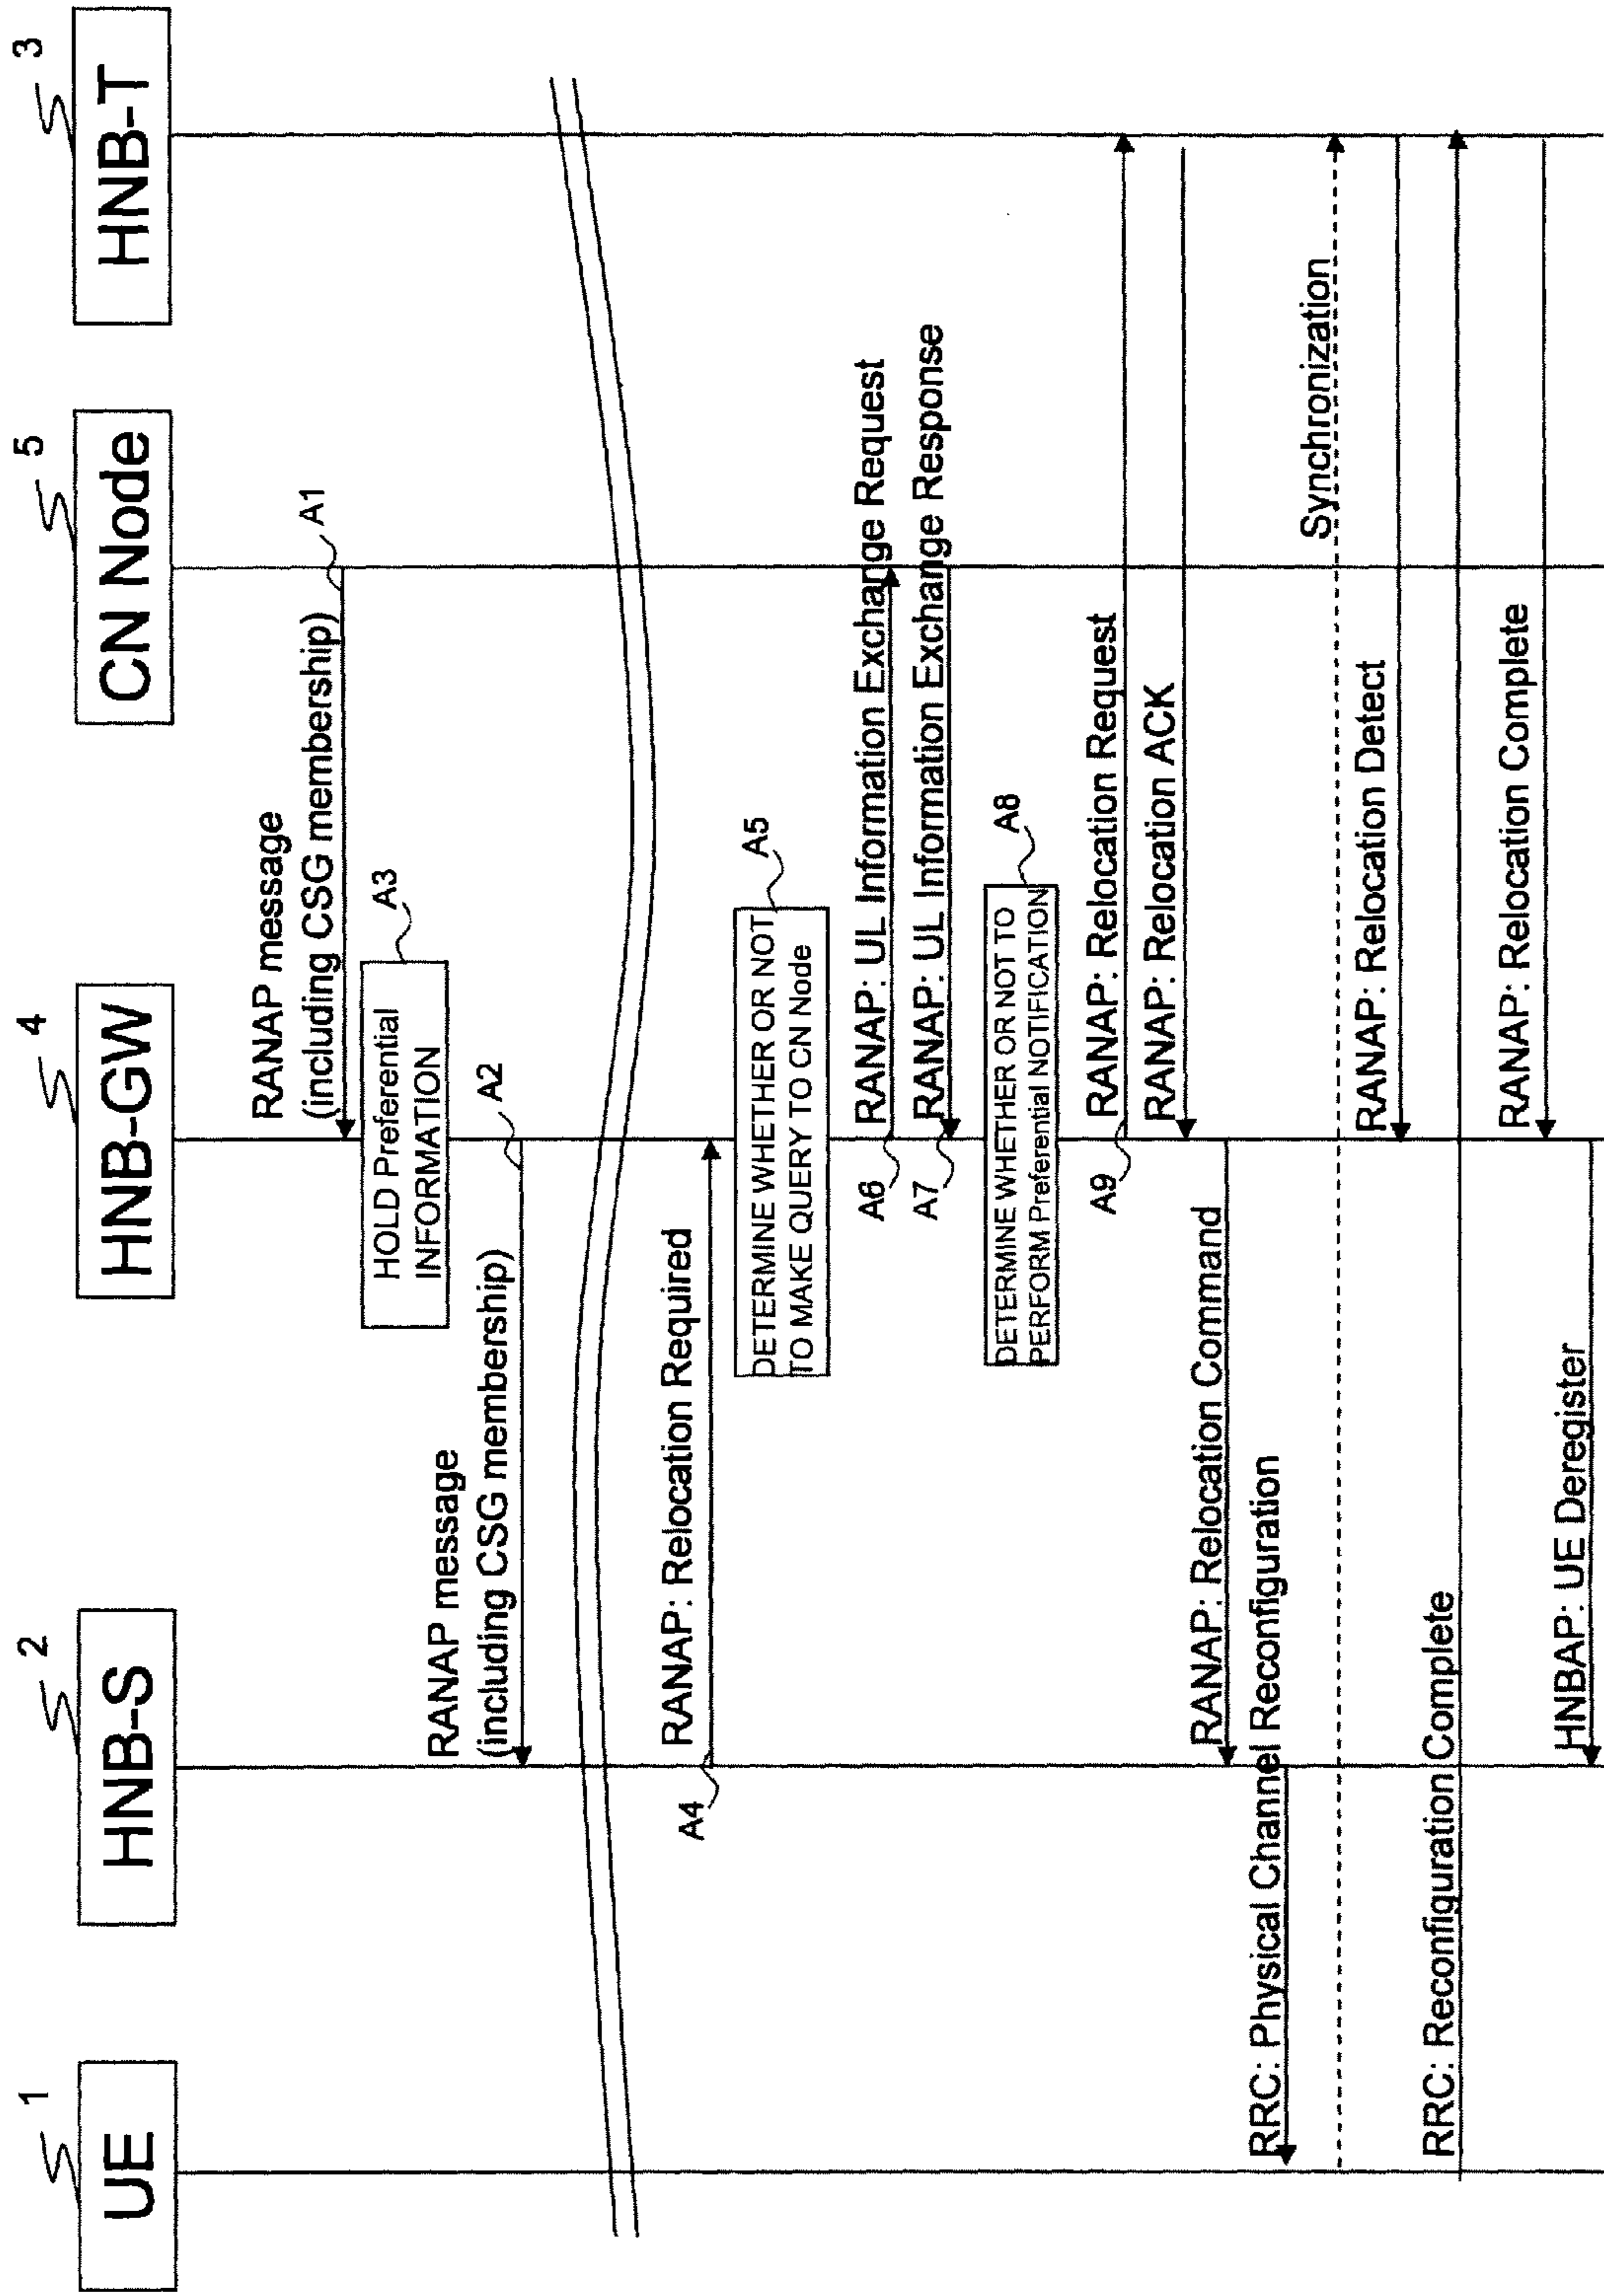 1
UE
2
HNB-S
4
HNB-GW
5
CN Node
3
HNB-T
RANAP message
(including CSG membership)
A1
HOLD Preferential
INFORMATION
A3
RANAP message
(including CSG membership)
A2
RANAP: Relocation Required
A4
DETERMINE WHETHER OR NOT
TO MAKE QUERY TO CN Node
A5
RANAP: UL Information Exchange Request
A6
RANAP: UL Information Exchange Response
A7
DETERMINE WHETHER OR NOT TO
PERFORM Preferential NOTIFICATION
A8
RANAP: Relocation Request
A9
RANAP: Relocation ACK
RANAP: Relocation Command
RRC: Physical Channel Reconfiguration
Synchronization
RANAP: Relocation Detect
RRC: Reconfiguration Complete
RANAP: Relocation Complete
HNBAP: UE Deregister